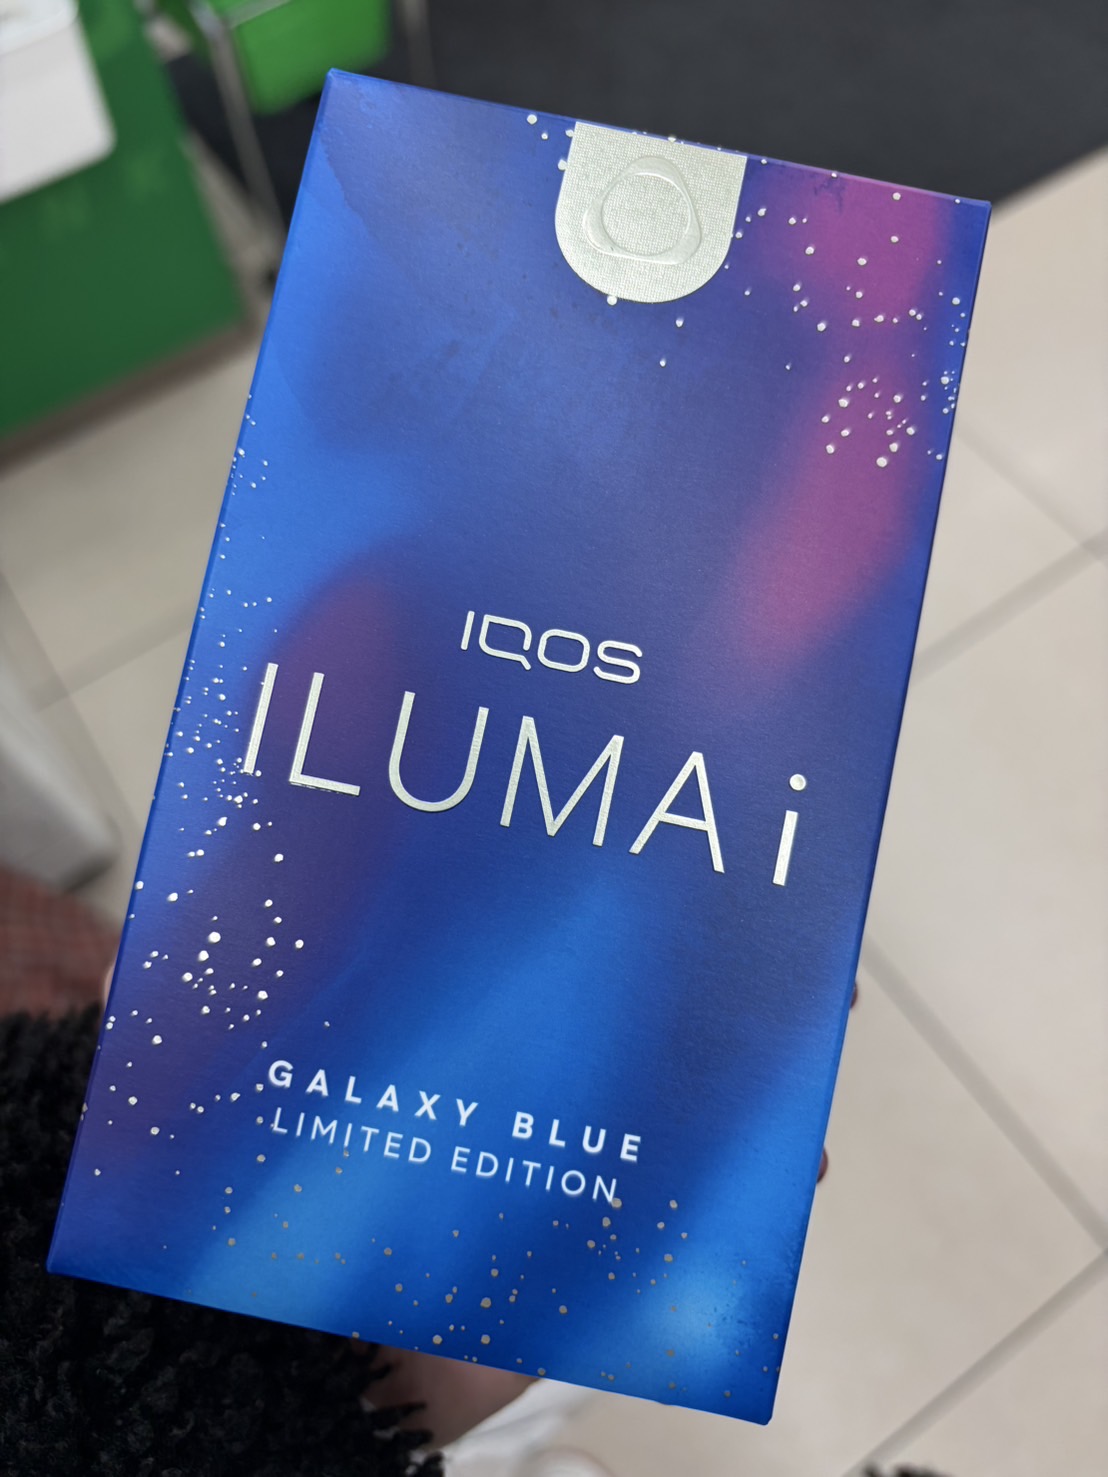 IQOS
ILUMA i
GALAXY BLUE
LIMITED EDITION